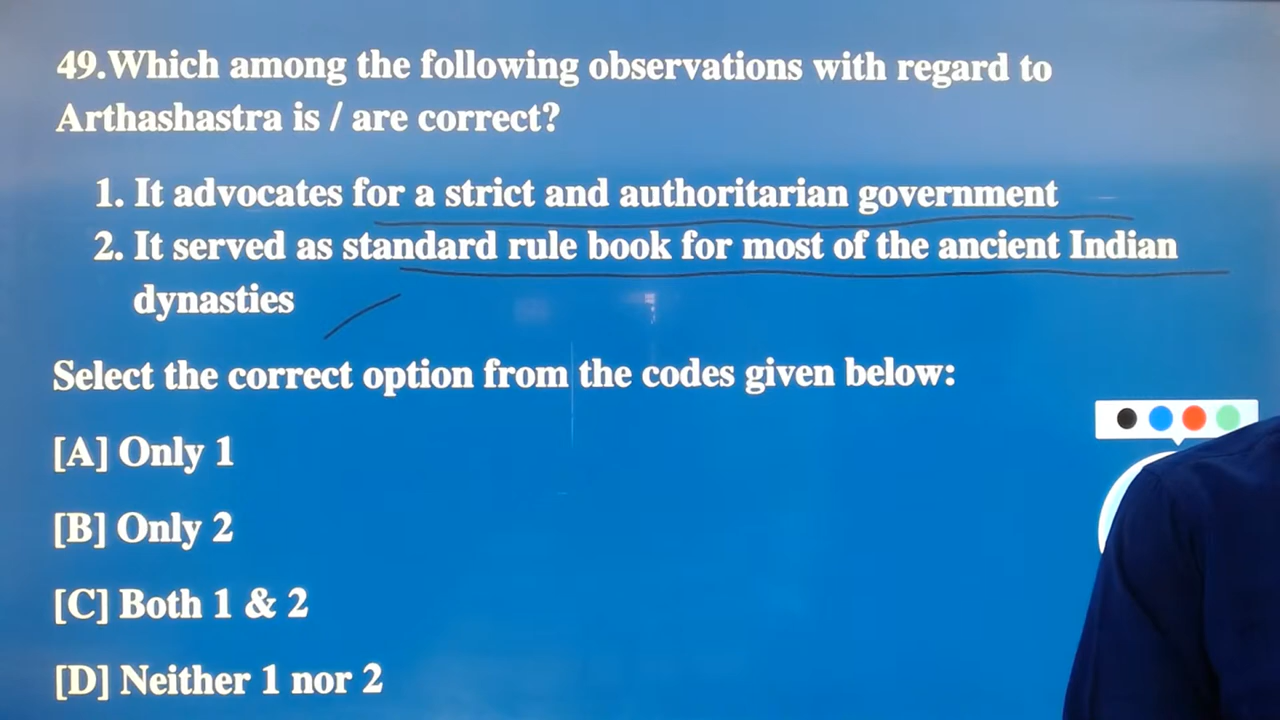 49.Which among the following observations with regard to
Arthashastra is / are correct?
1. It advocates for a strict and authoritarian government
2. It served as standard rule book for most of the ancient Indian
dynasties
Select the correct option from the codes given below:
[A] Only 1
[B] Only 2
[C] Both 1 & 2
[D] Neither 1 nor 2